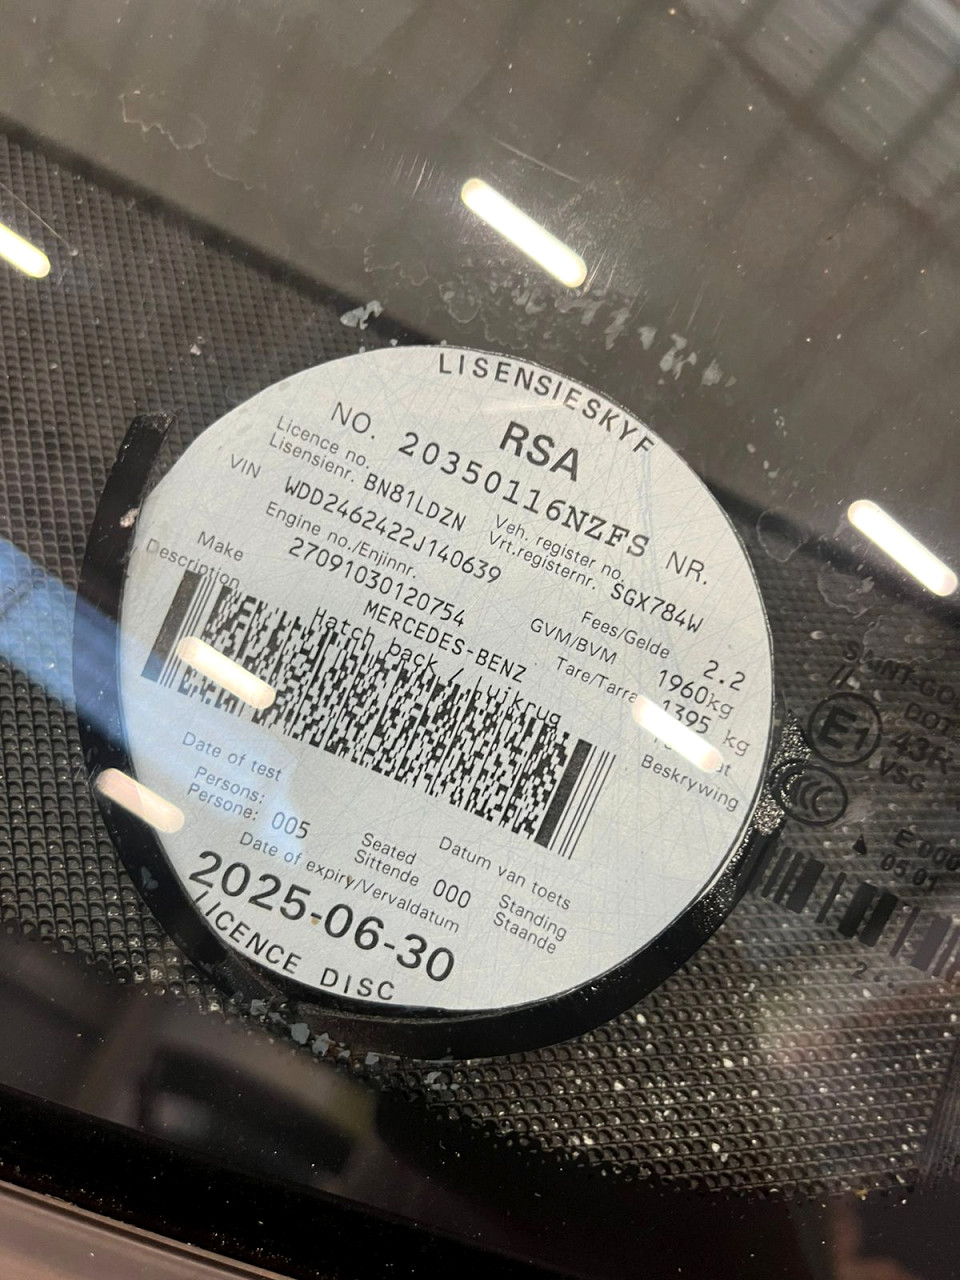 LISENSIESKYF
RSA
NO. 20350116NZFS NR.
Licence no.
Lisensienr. BN81LDZN
Veh. register no.
Vrt.registernr. SGX784W
VIN WDD2462422J140639
Fees/Gelde 2.2
Engine no./Enjinnr.
27091030120754
GVM/BVM 1960kg
Make MERCEDES-BENZ
Tare/Tarra 1395 kg
Description Hatch back / Luikrug
Beskrywing
Date of test
Datum van toets
Persons:
Persone: 005
Seated
Sittende 000
Standing
Staande
Date of expiry/Vervaldatum
2025-06-30
LICENCE DISC
E1
DOT
2